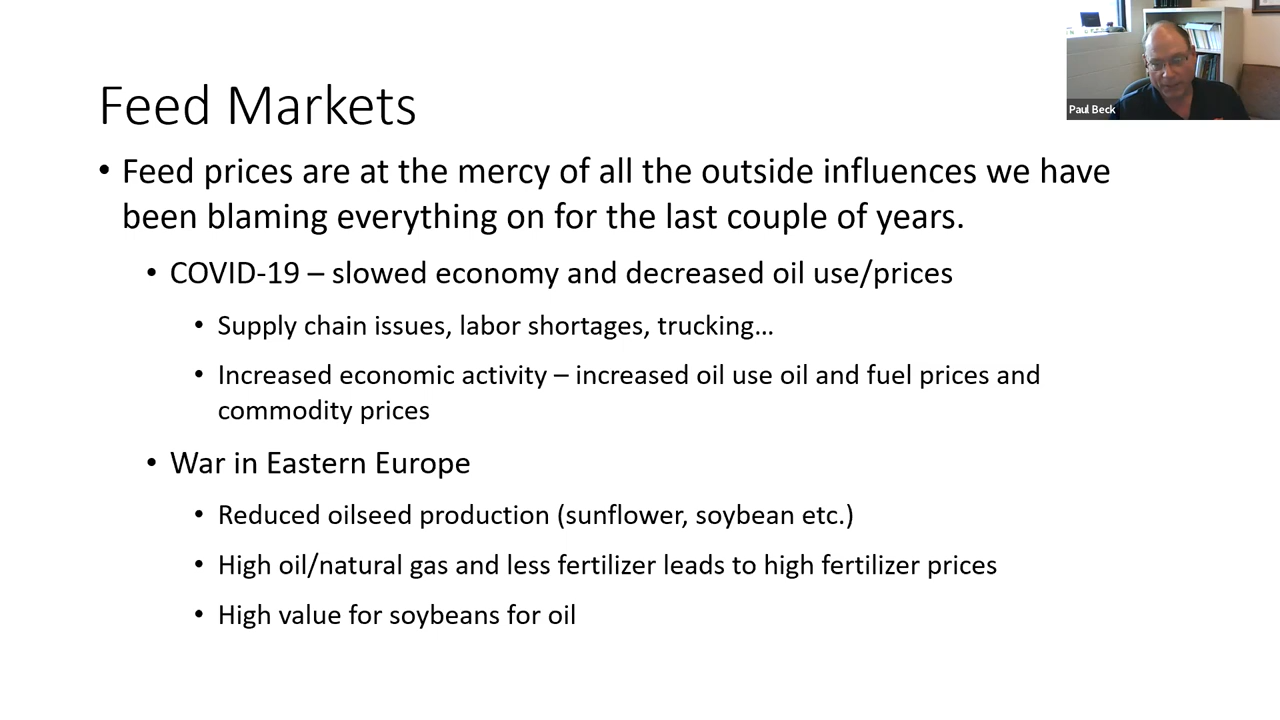 Paul Beck
Feed Markets
• Feed prices are at the mercy of all the outside influences we have
been blaming everything on for the last couple of years.
• COVID-19 – slowed economy and decreased oil use/prices
• Supply chain issues, labor shortages, trucking…
• Increased economic activity – increased oil use oil and fuel prices and
commodity prices
• War in Eastern Europe
• Reduced oilseed production (sunflower, soybean etc.)
• High oil/natural gas and less fertilizer leads to high fertilizer prices
• High value for soybeans for oil